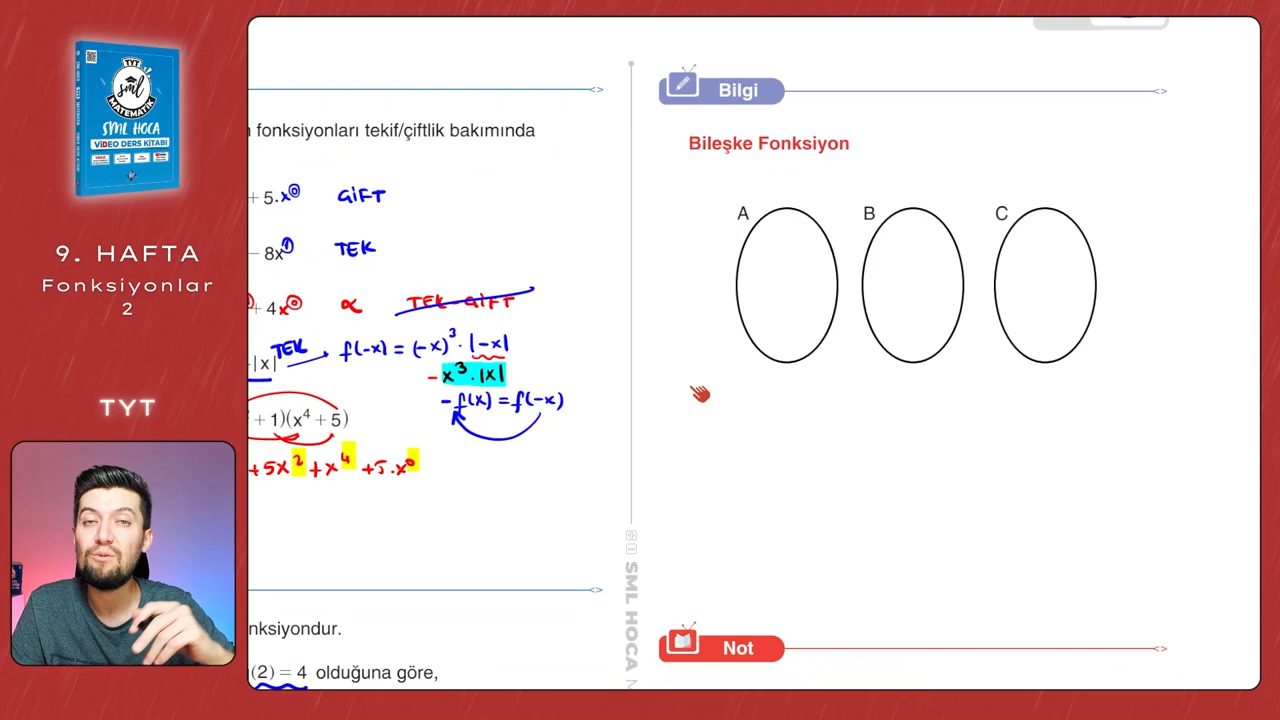 TYT
sml
MATEMATİK
SML HOCA
VİDEO DERS KİTABI
9. HAFTA
Fonksiyonlar
2
TYT
fonksiyonları tekif/çiftlik bakımında
+ 5.x⁰ ÇİFT
− 8x¹ TEK
+ 4x⁰ ∝ TEK-ÇİFT
|x| TEK f(-x) = (-x)³ . |-x|
- x³ . |x|
-f(x) = f(-x)
+ 1)(x⁴ + 5)
+5x² + x⁴ + 5.x⁰
nksiyondur.
(2) = 4 olduğuna göre,
SML HOCA
Bilgi
Bileşke Fonksiyon
A B C
Not